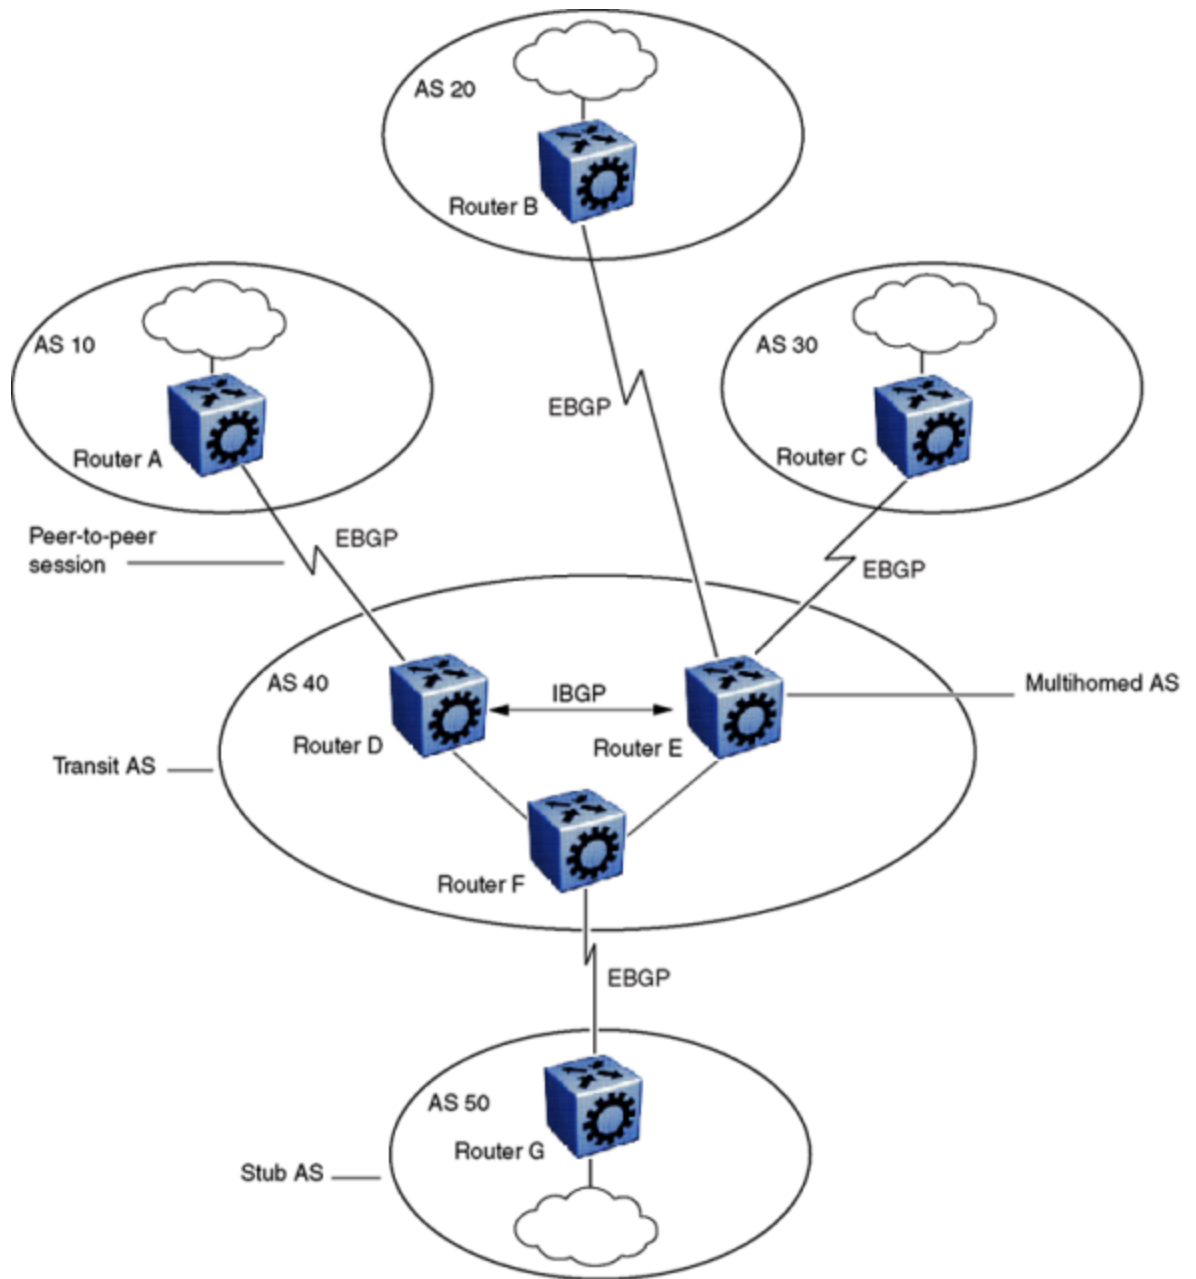 AS 20
Router B
AS 10
Router A
AS 30
Router C
EBGP
Peer-to-peer
session
EBGP
EBGP
AS 40
IBGP
Multihomed AS
Router D
Router E
Transit AS
Router F
EBGP
AS 50
Router G
Stub AS